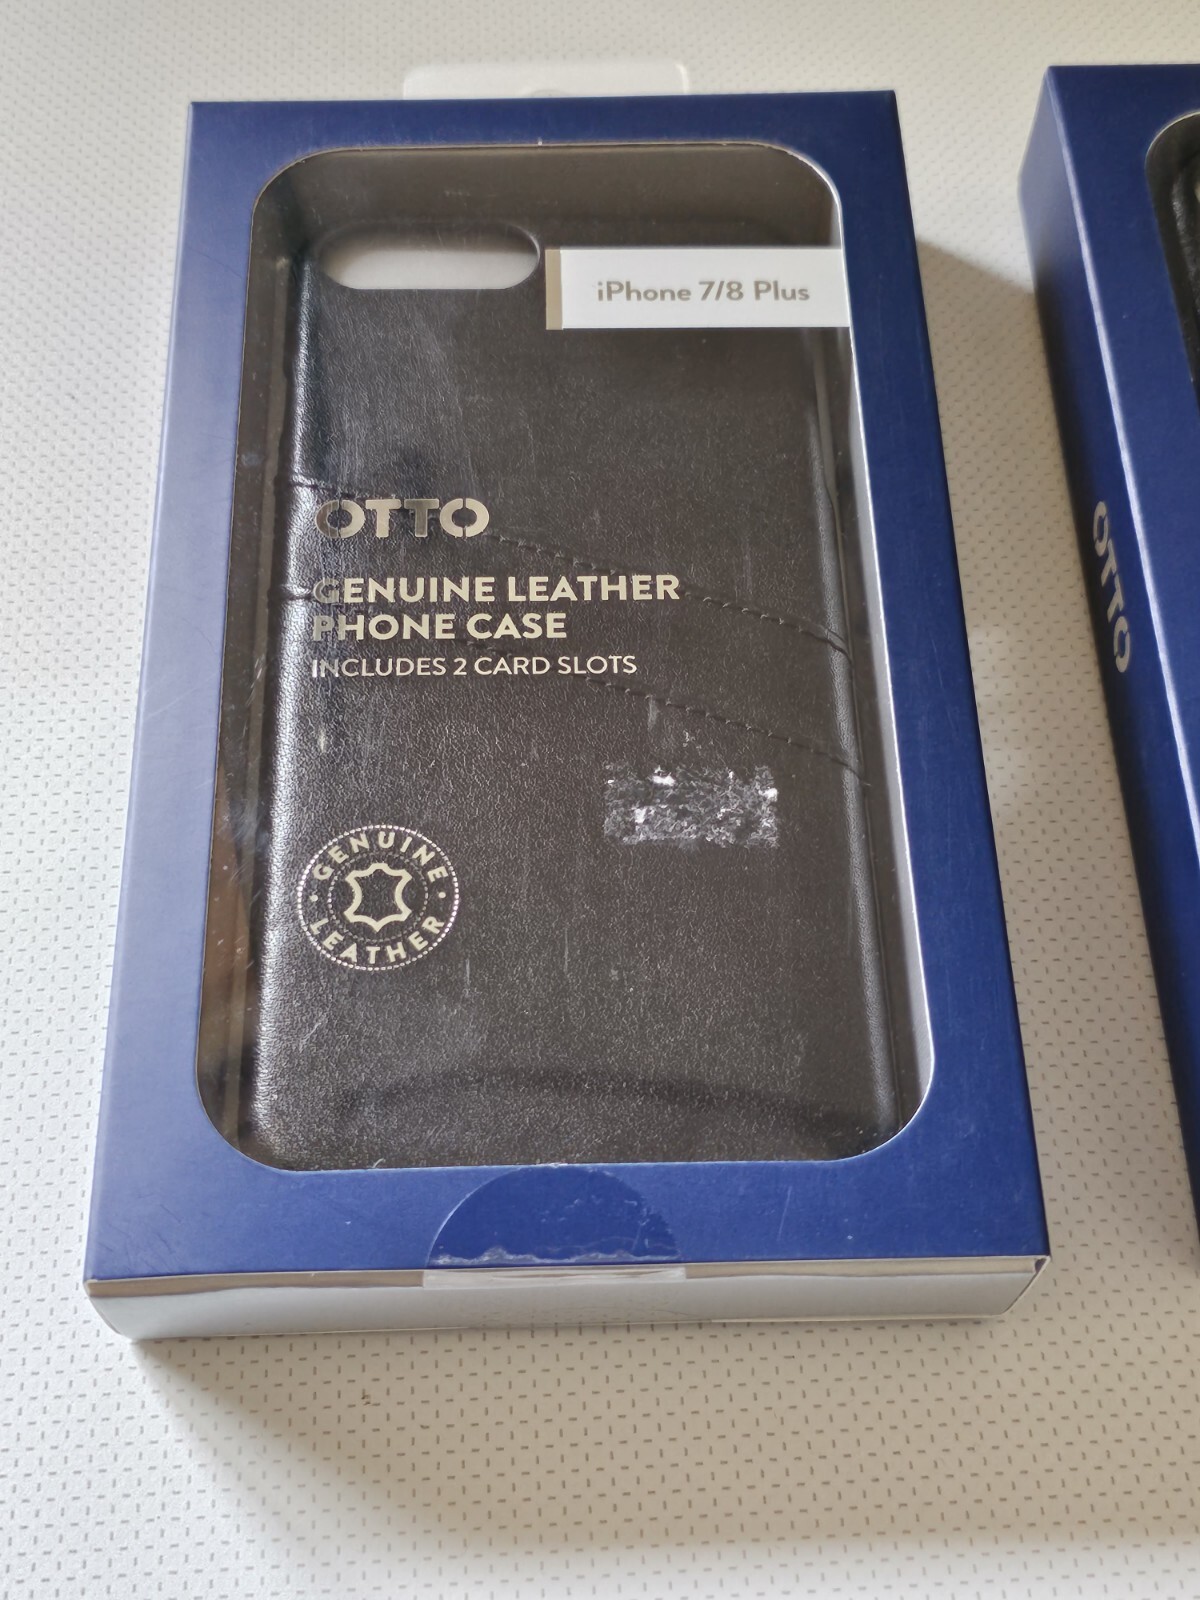 iPhone 7/8 Plus
OTTO
GENUINE LEATHER
PHONE CASE
INCLUDES 2 CARD SLOTS
GENUINE
LEATHER
OTTO